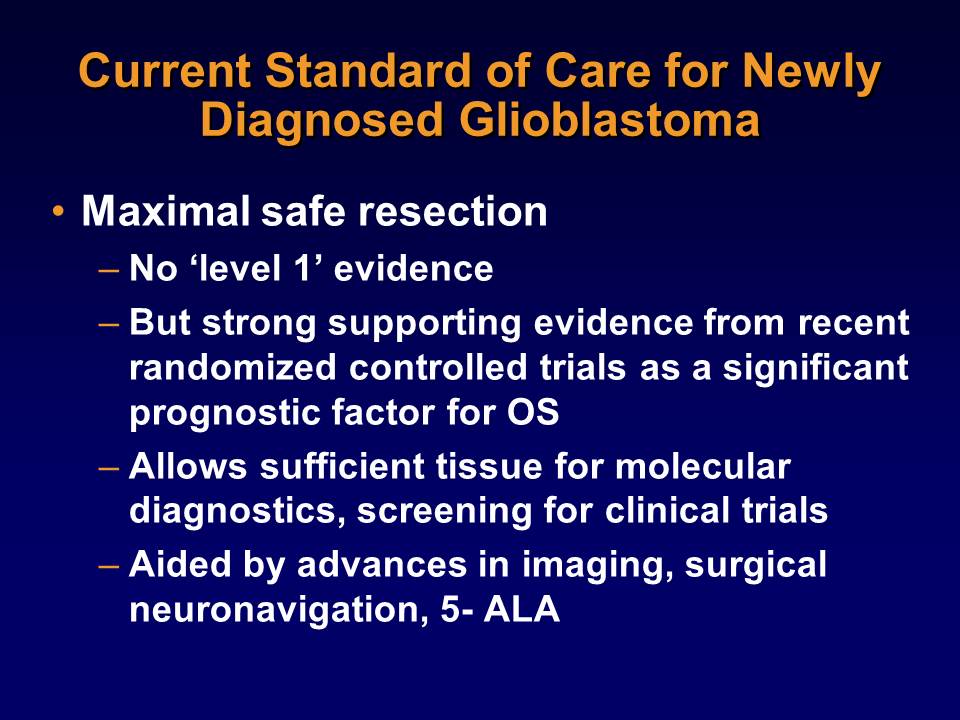 Current Standard of Care for Newly
Diagnosed Glioblastoma
• Maximal safe resection
– No ‘level 1’ evidence
– But strong supporting evidence from recent
randomized controlled trials as a significant
prognostic factor for OS
– Allows sufficient tissue for molecular
diagnostics, screening for clinical trials
– Aided by advances in imaging, surgical
neuronavigation, 5- ALA